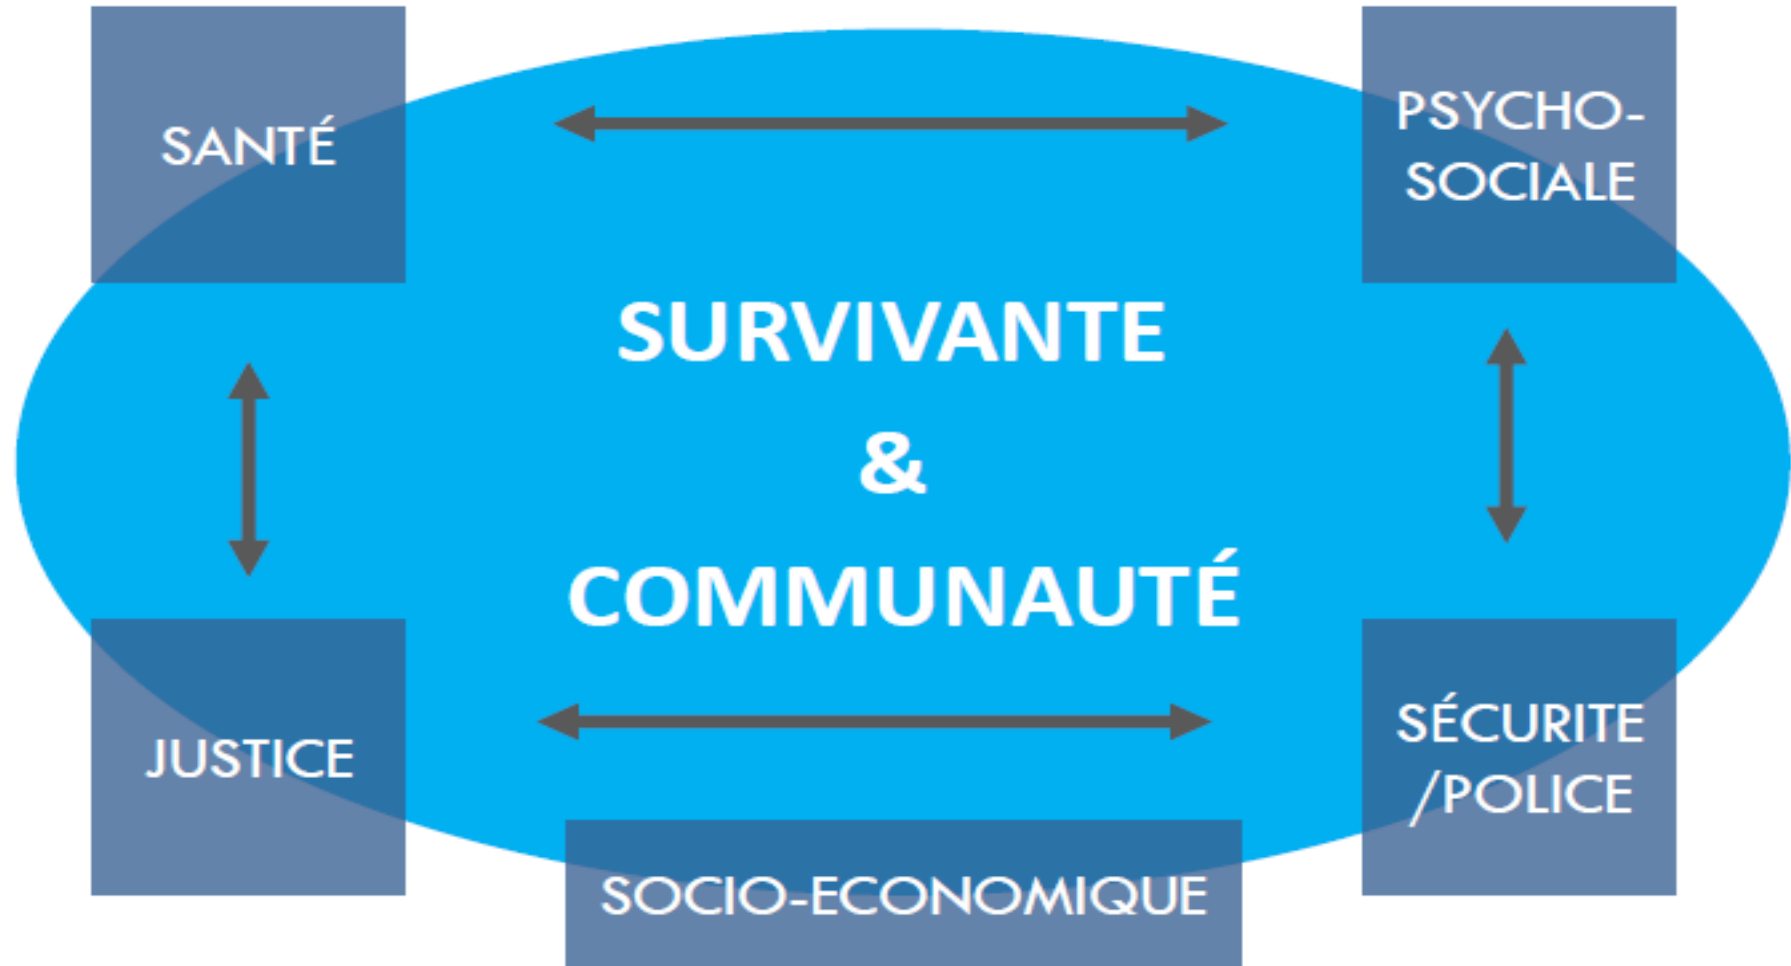 SANTÉ
PSYCHO-
SOCIALE
SURVIVANTE
&
COMMUNAUTÉ
JUSTICE
SÉCURITE
/POLICE
SOCIO-ECONOMIQUE